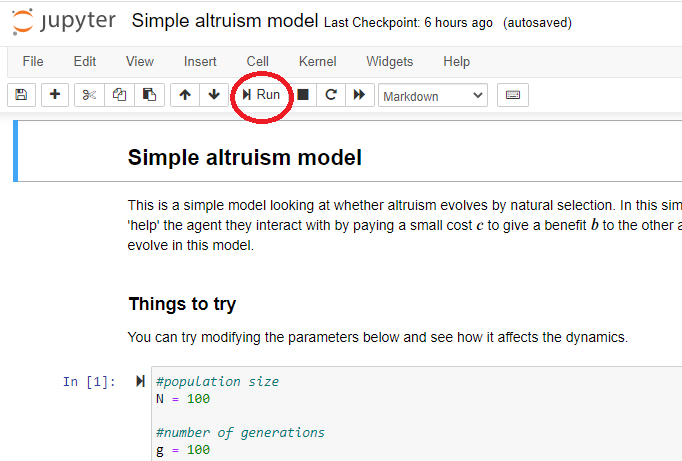 jupyter Simple altruism model Last Checkpoint: 6 hours ago (autosaved)
File Edit View Insert Cell Kernel Widgets Help
Run Markdown
Simple altruism model
This is a simple model looking at whether altruism evolves by natural selection. In this sim
'help' the agent they interact with by paying a small cost c to give a benefit b to the other a
evolve in this model.
Things to try
You can try modifying the parameters below and see how it affects the dynamics.
In [1]: #population size
N = 100
#number of generations
g = 100